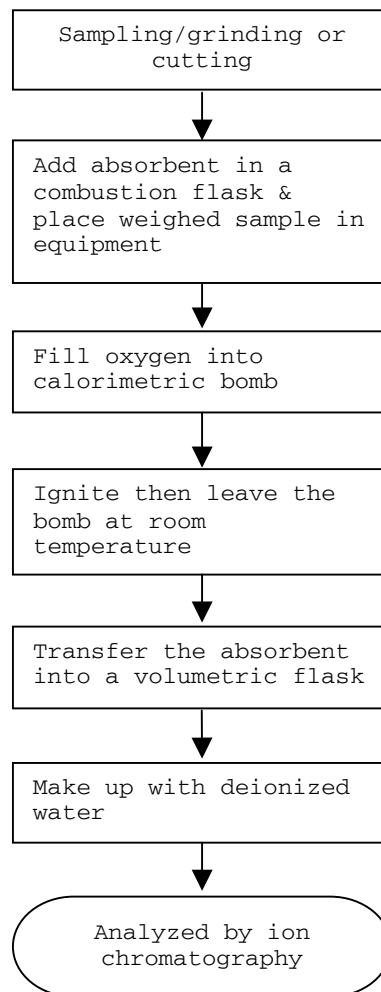 Sampling/grinding or
cutting
Add absorbent in a
combustion flask &
place weighed sample in
equipment
Fill oxygen into
calorimetric bomb
Ignite then leave the
bomb at room
temperature
Transfer the absorbent
into a volumetric flask
Make up with deionized
water
Analyzed by ion
chromatography